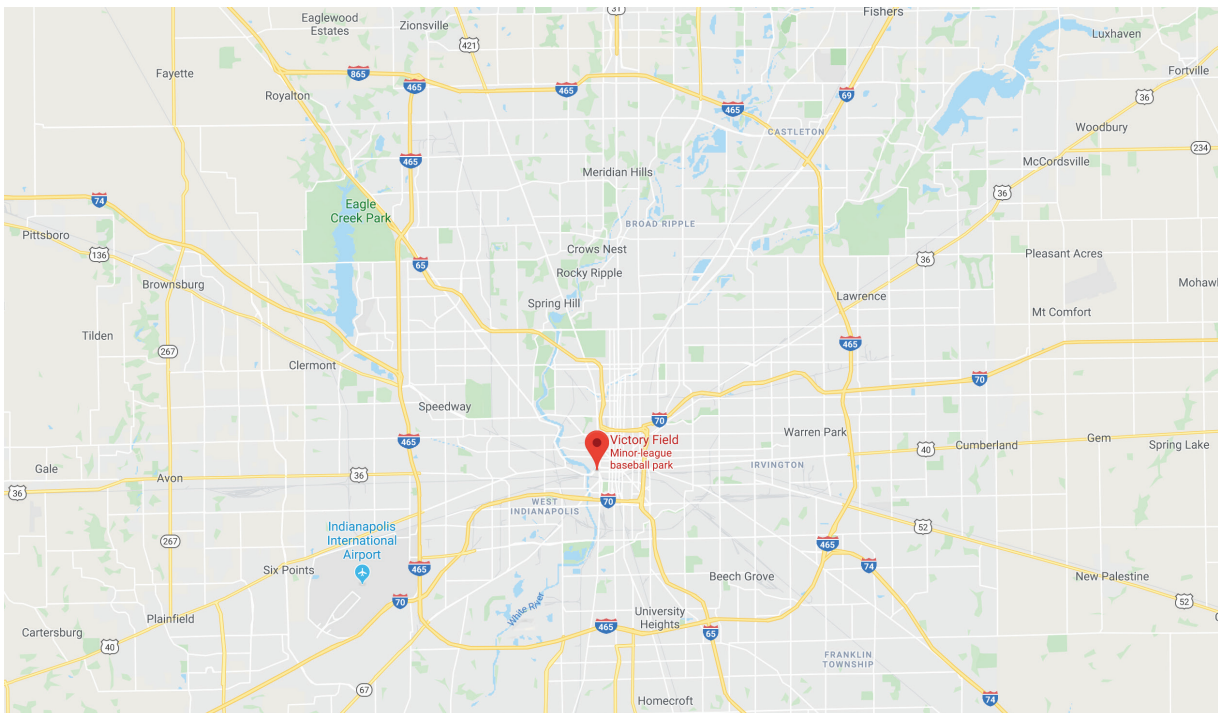 Eaglewood
Estates
Zionsville
31
Fishers
421
Luxhaven
Fayette
865
465
465
Royalton
69
465
Fortville
36
CASTLETON
Woodbury
465
234
McCordsville
Meridian Hills
36
74
Eagle
Creek Park
Pittsboro
BROAD RIPPLE
136
Crows Nest
65
36
Pleasant Acres
Rocky Ripple
Brownsburg
Mohawk
Lawrence
Spring Hill
Mt Comfort
Tilden
267
465
Clermont
70
Speedway
70
465
Victory Field
Minor-league
baseball park
Warren Park
40
Cumberland
Gem
Spring Lake
Gale
Avon
36
36
IRVINGTON
WEST
INDIANAPOLIS
70
Indianapolis
International
Airport
52
267
465
Six Points
465
74
Beech Grove
New Palestine
70
White River
52
Plainfield
University
Heights
465
65
Cartersburg
40
FRANKLIN
TOWNSHIP
67
Homecroft
74